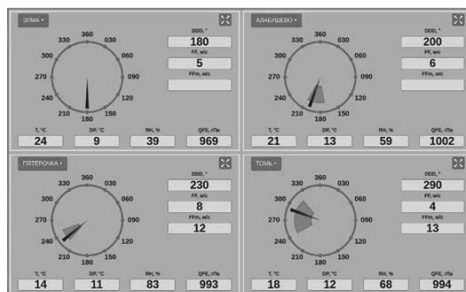 ЭЛМА
360
330 030
300 060
270 090
240 120
210 150
180
DDD, °
180
FF, м/с
5
FFm, м/с
T, °C DP, °C RH, % QFE, гПа
24 9 39 969
АЛАБУШЕВО
360
330 030
300 060
270 090
240 120
210 150
180
DDD, °
200
FF, м/с
6
FFm, м/с
T, °C DP, °C RH, % QFE, гПа
21 13 59 1002
ПЯТЁРОЧКА
360
330 030
300 060
270 090
240 120
210 150
180
DDD, °
230
FF, м/с
8
FFm, м/с
12
T, °C DP, °C RH, % QFE, гПа
14 11 83 993
ТОМЬ
360
330 030
300 060
270 090
240 120
210 150
180
DDD, °
290
FF, м/с
4
FFm, м/с
13
T, °C DP, °C RH, % QFE, гПа
18 12 68 994